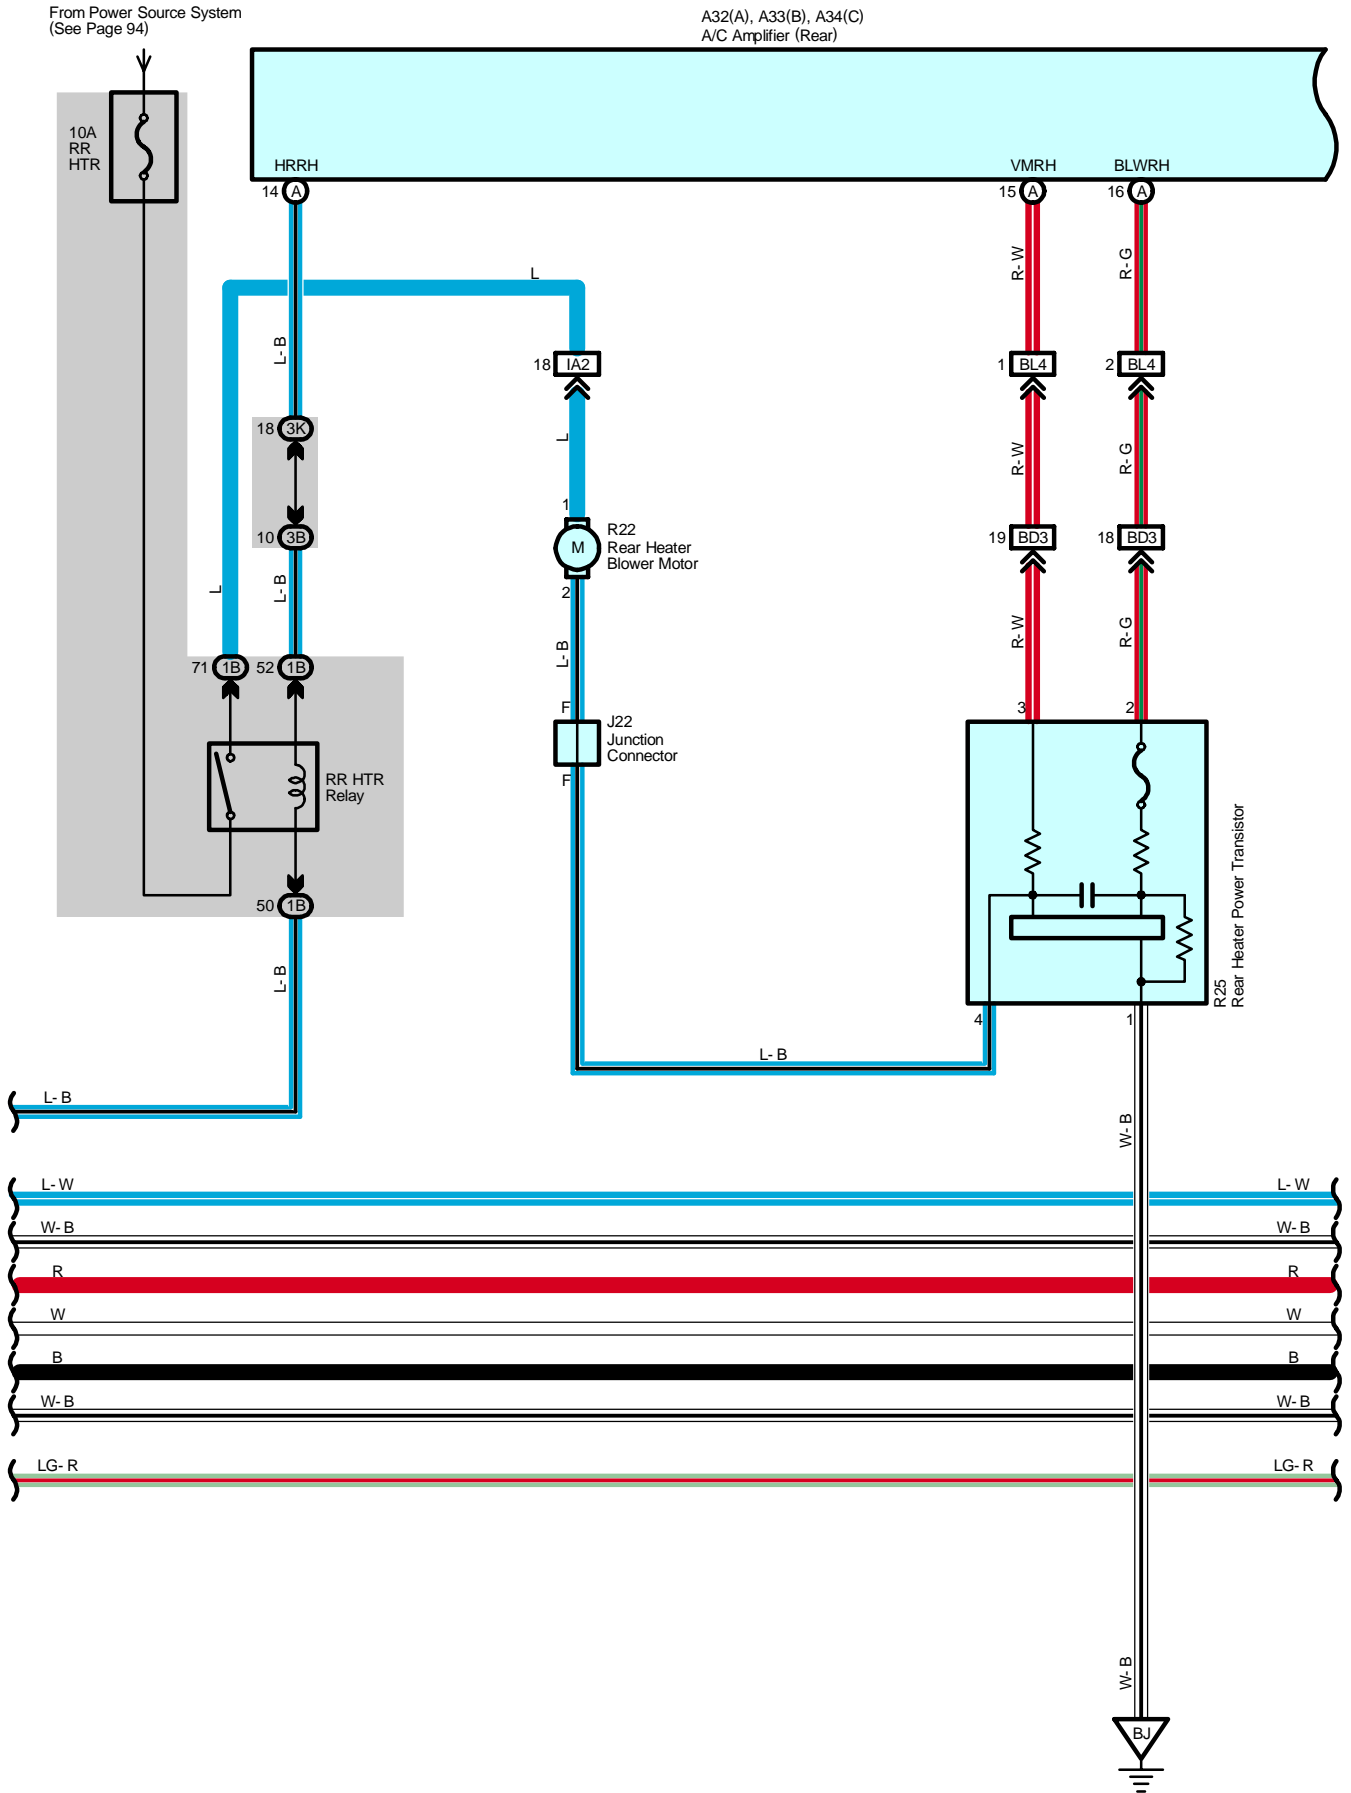 From Power Source System
(See Page 94)
A32(A), A33(B), A34(C)
A/C Amplifier (Rear)
10A
RR
HTR
HRRH
VMRH
BLWRH
14 A
15 A
16 A
R-W
R-G
L
L-B
18 IA2
1 BL4
2 BL4
18 3K
L
R-W
R-G
1
10 3B
R22
Rear Heater
Blower Motor
M
19 BD3
18 BD3
2
L
L-B
L-B
R-W
R-G
71 1B
52 1B
F
J22
Junction
Connector
F
3
2
RR HTR
Relay
R25
Rear Heater Power Transistor
50 1B
L-B
4
1
L-B
L-B
W-B
L-W
L-W
W-B
W-B
R
R
W
W
B
B
W-B
W-B
LG-R
LG-R
W-B
BJ